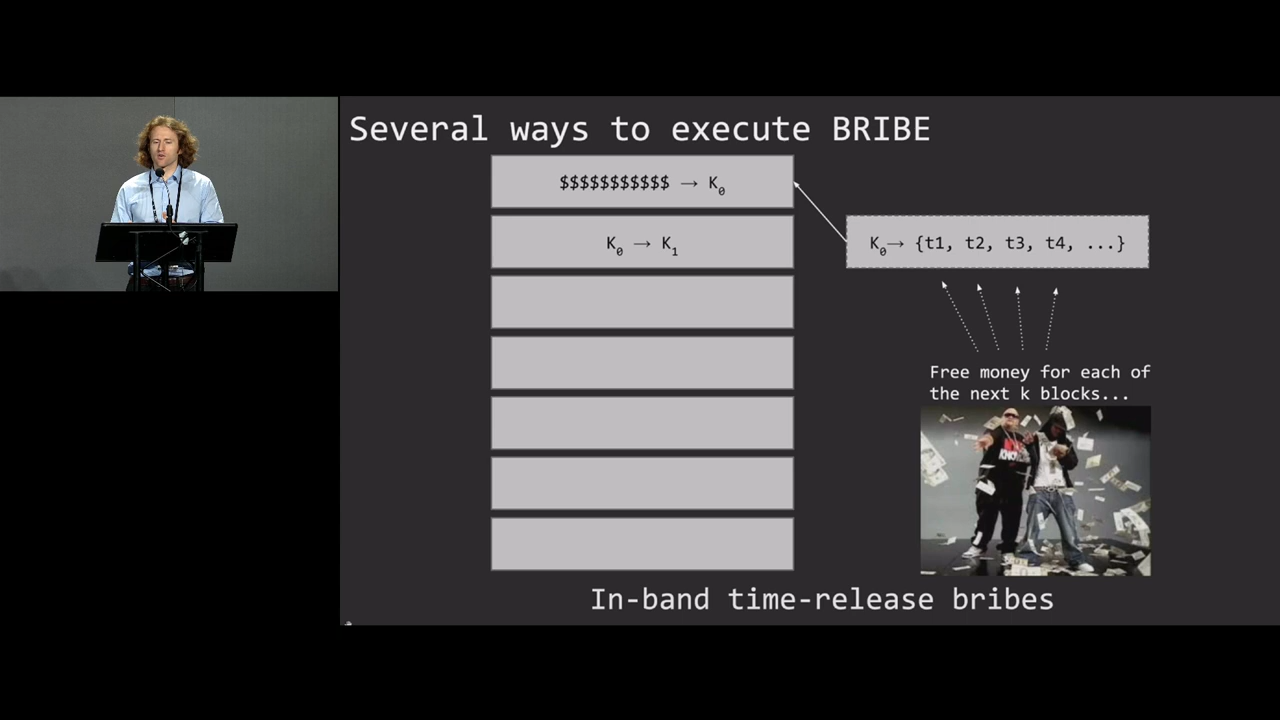 Several ways to execute BRIBE
$$$$$$$$$$$ → K₀
K₀ → K₁
K₀→ {t1, t2, t3, t4, ...}
Free money for each of
the next k blocks...
In-band time-release bribes